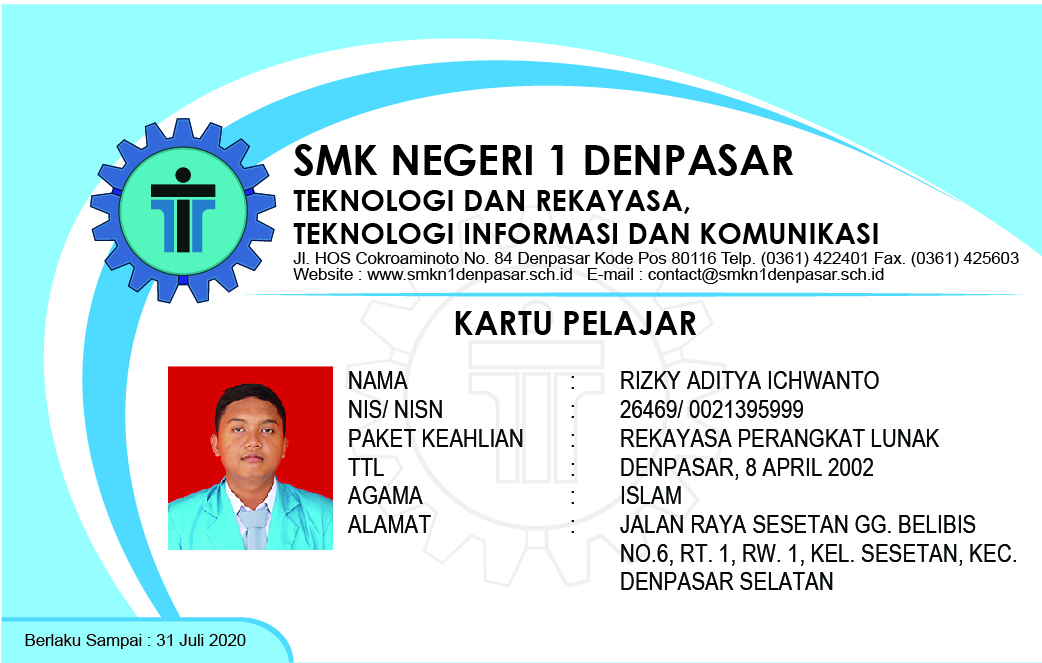 SMK NEGERI 1 DENPASAR
TEKNOLOGI DAN REKAYASA,
TEKNOLOGI INFORMASI DAN KOMUNIKASI
Jl. HOS Cokroaminoto No. 84 Denpasar Kode Pos 80116 Telp. (0361) 422401 Fax. (0361) 425603
Website : www.smkn1denpasar.sch.id E-mail : contact@smkn1denpasar.sch.id
KARTU PELAJAR
NAMA : RIZKY ADITYA ICHWANTO
NIS/ NISN : 26469/ 0021395999
PAKET KEAHLIAN : REKAYASA PERANGKAT LUNAK
TTL : DENPASAR, 8 APRIL 2002
AGAMA : ISLAM
ALAMAT : JALAN RAYA SESETAN GG. BELIBIS
NO.6, RT. 1, RW. 1, KEL. SESETAN, KEC.
DENPASAR SELATAN
Berlaku Sampai : 31 Juli 2020